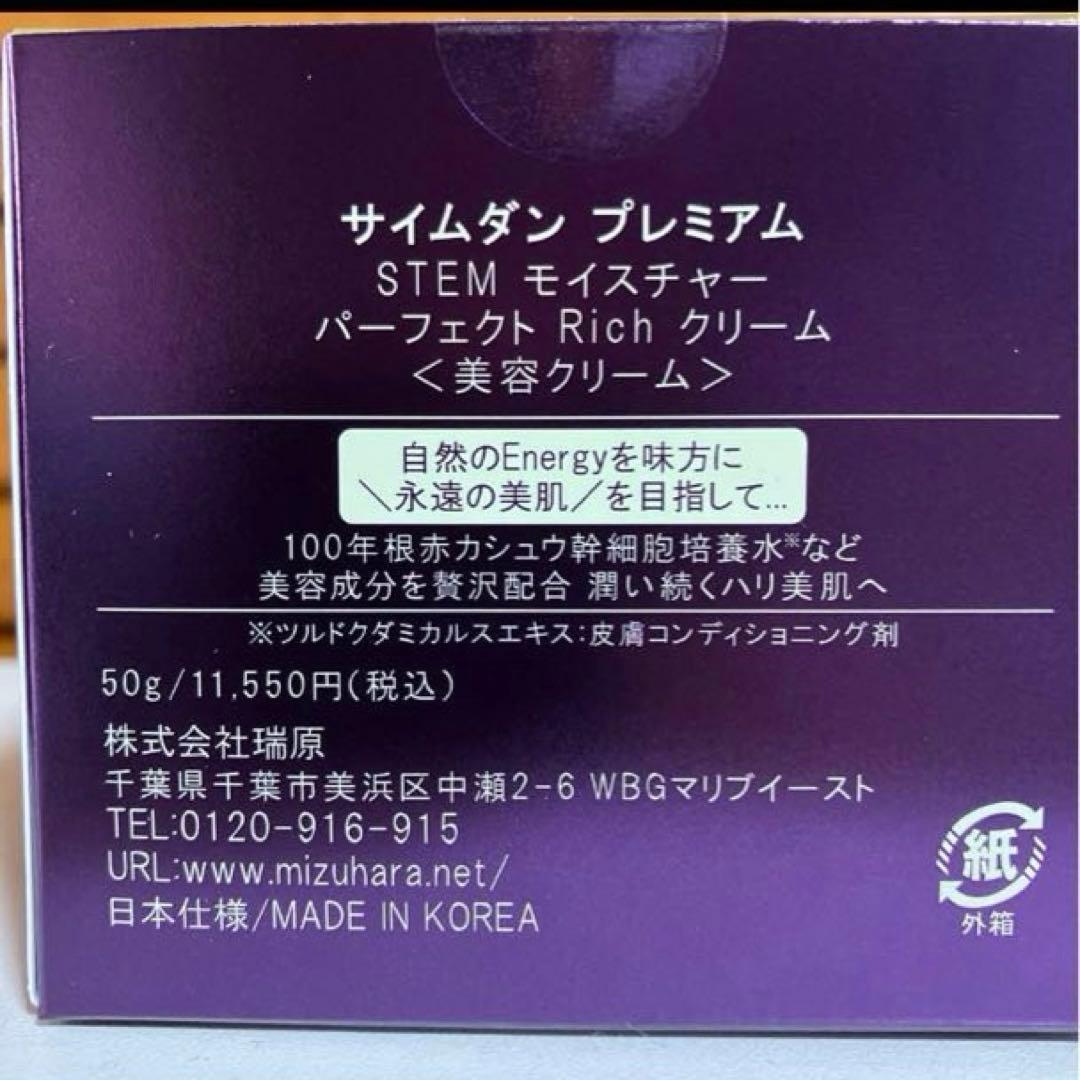 サイムダン プレミアム
STEM モイスチャー
パーフェクト Rich クリーム
＜美容クリーム＞
自然のEnergyを味方に
＼永遠の美肌／を目指して...
100年根赤カシュウ幹細胞培養水※など
美容成分を贅沢配合 潤い続くハリ美肌へ
※ツルドクダミカルスエキス：皮膚コンディショニング剤
50g/11,550円(税込)
株式会社瑞原
千葉県千葉市美浜区中瀬2-6 WBGマリブイースト
TEL:0120-916-915
URL:www.mizuhara.net/
日本仕様/MADE IN KOREA
紙
外箱